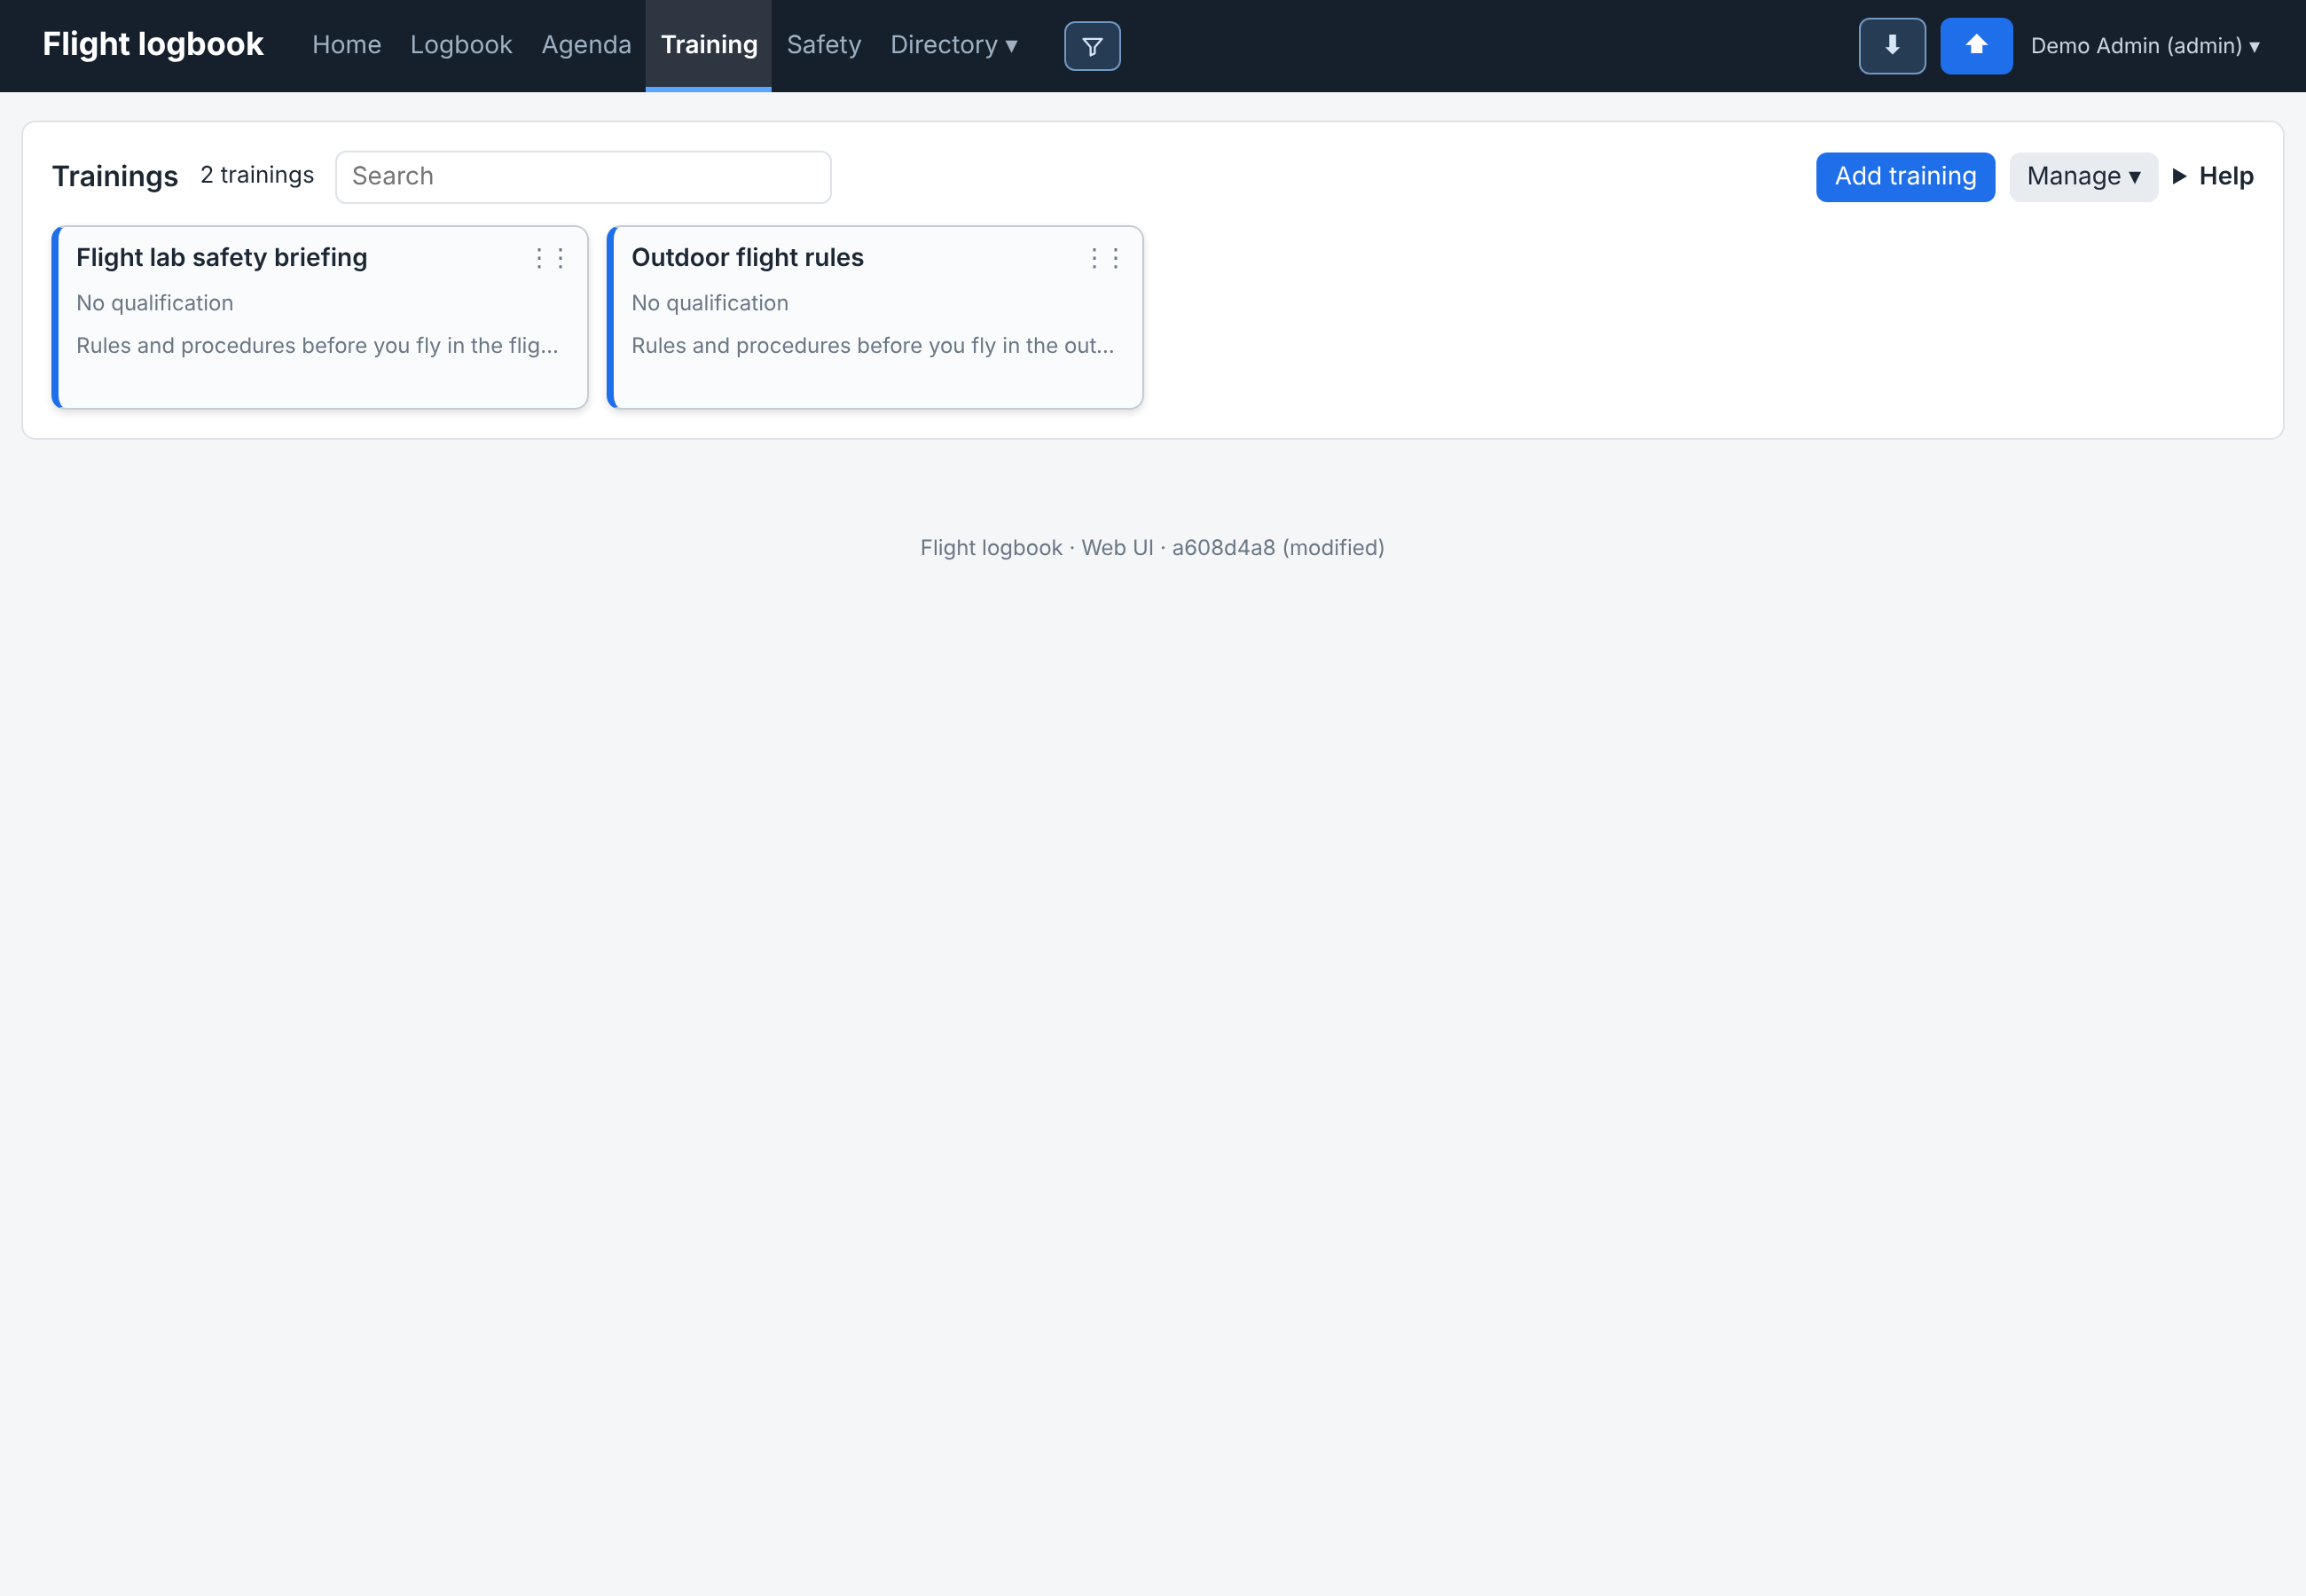 Flight logbook Home Logbook Agenda Training Safety Directory ▾ Demo Admin (admin) ▾
Trainings 2 trainings Search Add training Manage ▾ ▶ Help
Flight lab safety briefing
No qualification
Rules and procedures before you fly in the flig...
Outdoor flight rules
No qualification
Rules and procedures before you fly in the out...
Flight logbook · Web UI · a608d4a8 (modified)